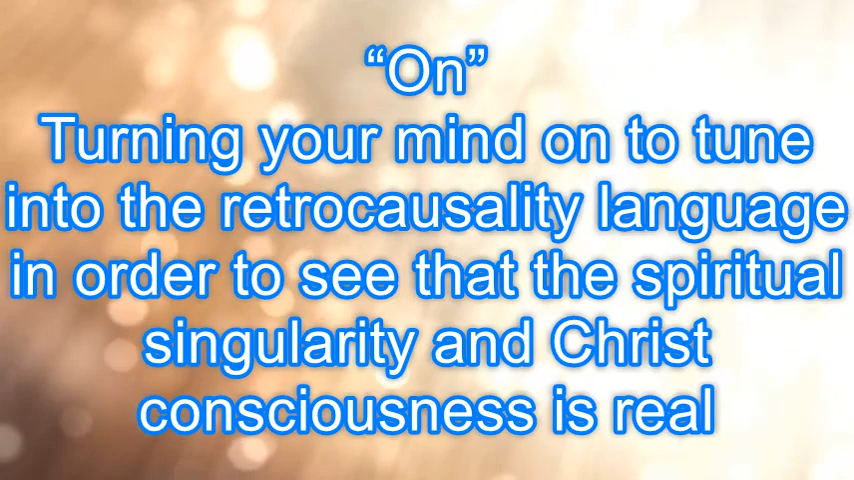 “On”
Turning your mind on to tune
into the retrocausality language
in order to see that the spiritual
singularity and Christ
consciousness is real